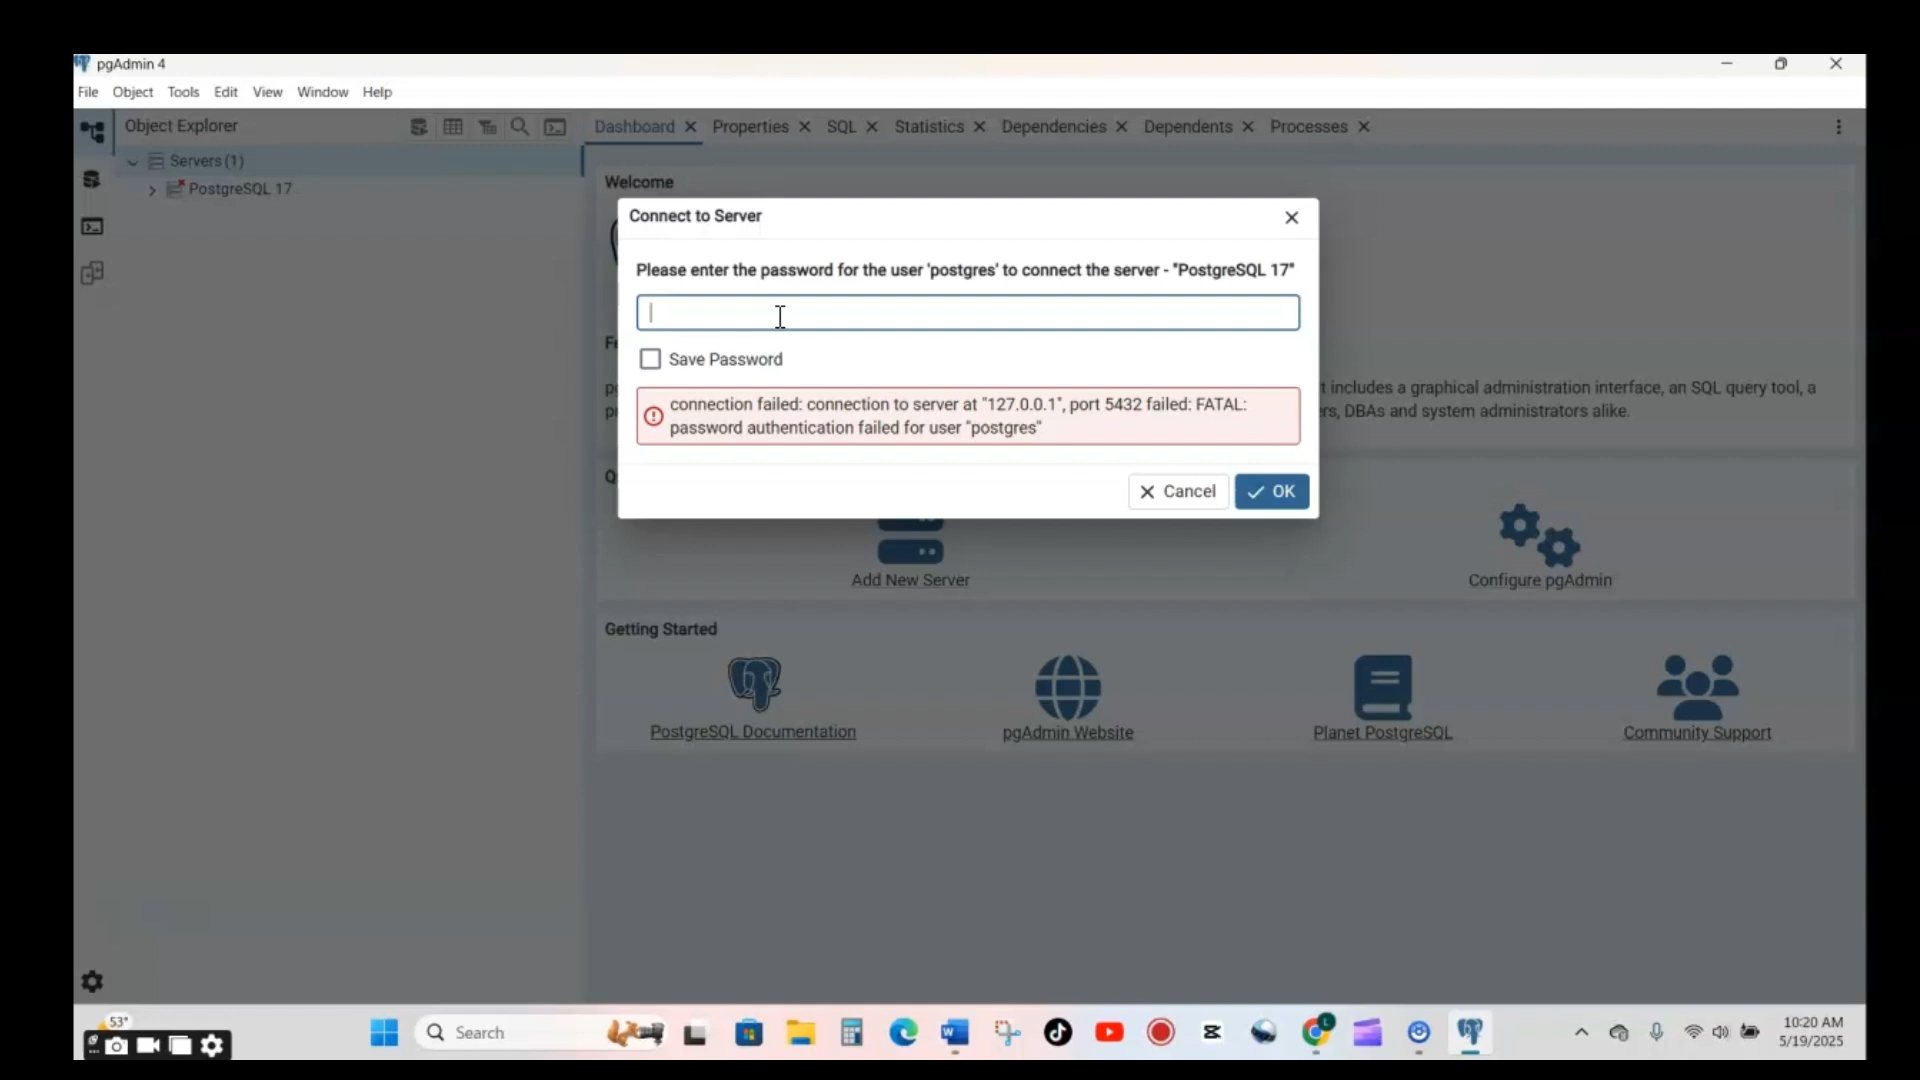 pgAdmin 4
File Object Tools Edit View Window Help
Object Explorer
Dashboard Properties SQL Statistics Dependencies Dependents Processes
Servers (1)
PostgreSQL 17
Welcome
Connect to Server
Please enter the password for the user 'postgres' to connect the server - "PostgreSQL 17"
Save Password
connection failed: connection to server at "127.0.0.1", port 5432 failed: FATAL:
password authentication failed for user "postgres"
Cancel OK
t includes a graphical administration interface, an SQL query tool, a
rs, DBAs and system administrators alike.
Add New Server
Configure pgAdmin
Getting Started
PostgreSQL Documentation
pgAdmin Website
Planet PostgreSQL
Community Support
53°
Search
10:20 AM
5/19/2025